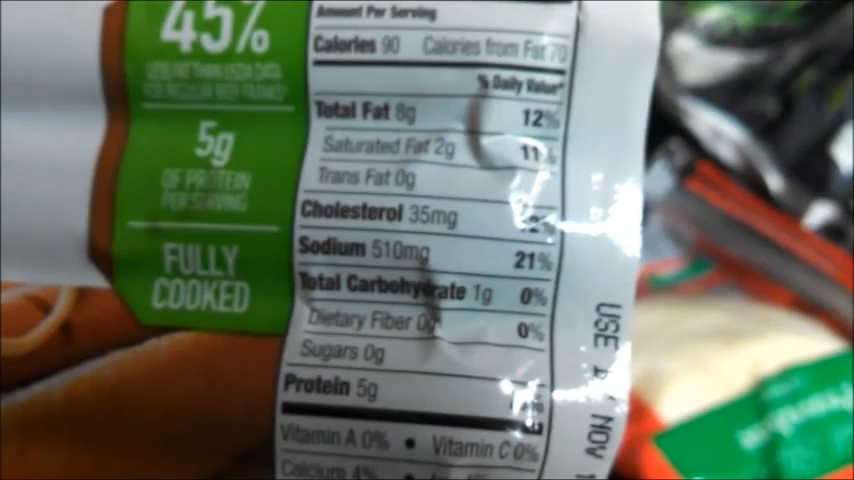 45%
LESS FAT THAN USDA DATA
FOR REGULAR BEEF FRANKS*
5g
OF PROTEIN
PER SERVING
FULLY
COOKED
Amount Per Serving
Calories 90 Calories from Fat 70
% Daily Value*
Total Fat 8g 12%
Saturated Fat 2g 11%
Trans Fat 0g
Cholesterol 35mg
Sodium 510mg 21%
Total Carbohydrate 1g 0%
Dietary Fiber 0g 0%
Sugars 0g
Protein 5g
Vitamin A 0% • Vitamin C 0%
Calcium 4% •
USE NOV